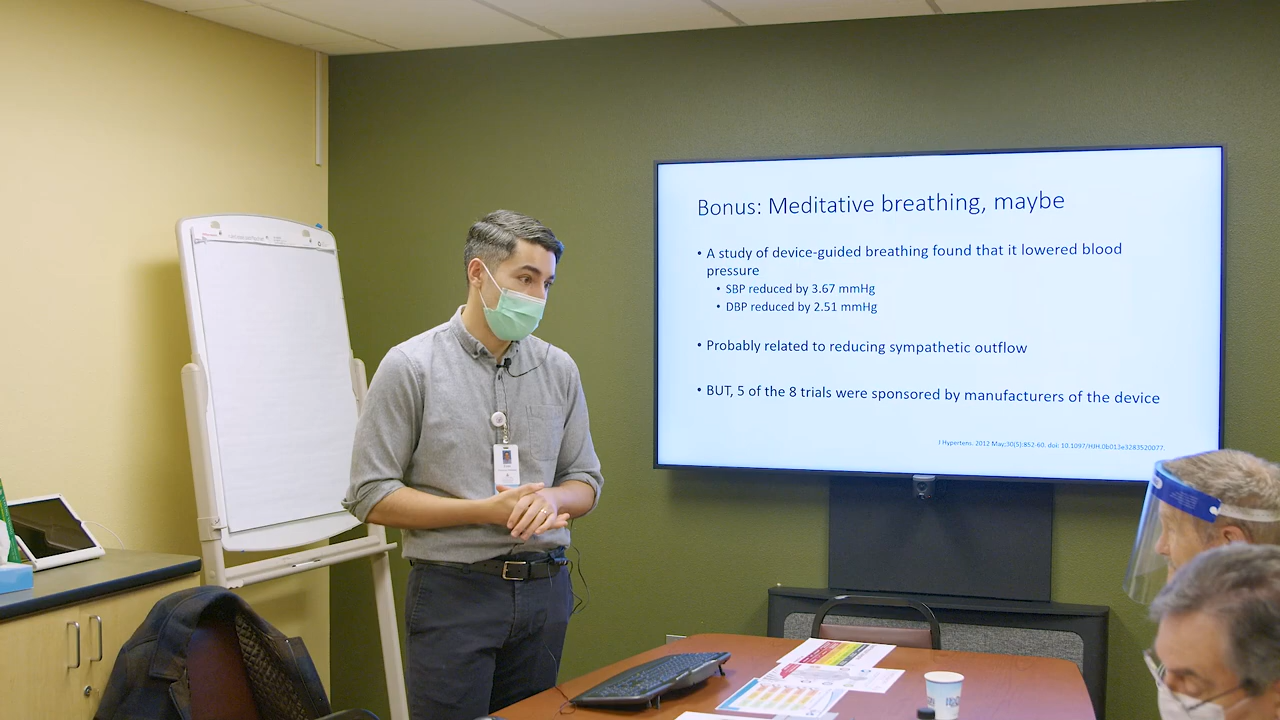 Bonus: Meditative breathing, maybe
• A study of device-guided breathing found that it lowered blood
pressure
• SBP reduced by 3.67 mmHg
• DBP reduced by 2.51 mmHg
• Probably related to reducing sympathetic outflow
• BUT, 5 of the 8 trials were sponsored by manufacturers of the device
J Hypertens. 2012 May;30(5):852-60. doi: 10.1097/HJH.0b013e3283520077.